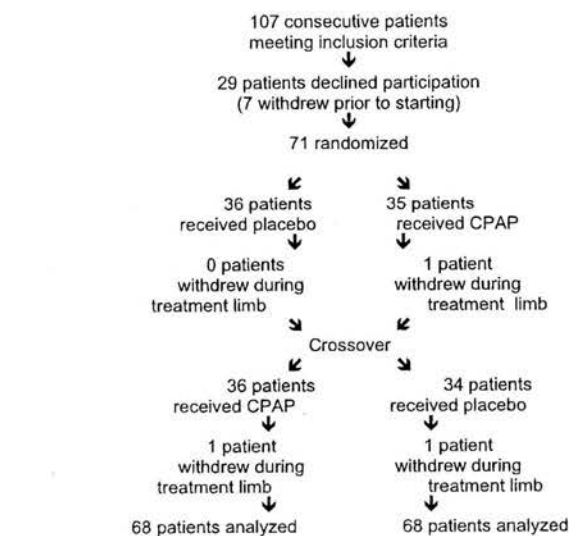 107 consecutive patients
meeting inclusion criteria
29 patients declined participation
(7 withdrew prior to starting)
71 randomized
36 patients
received placebo
35 patients
received CPAP
0 patients
withdrew during
treatment limb
1 patient
withdrew during
treatment limb
Crossover
36 patients
received CPAP
34 patients
received placebo
1 patient
withdrew during
treatment limb
1 patient
withdrew during
treatment limb
68 patients analyzed
68 patients analyzed